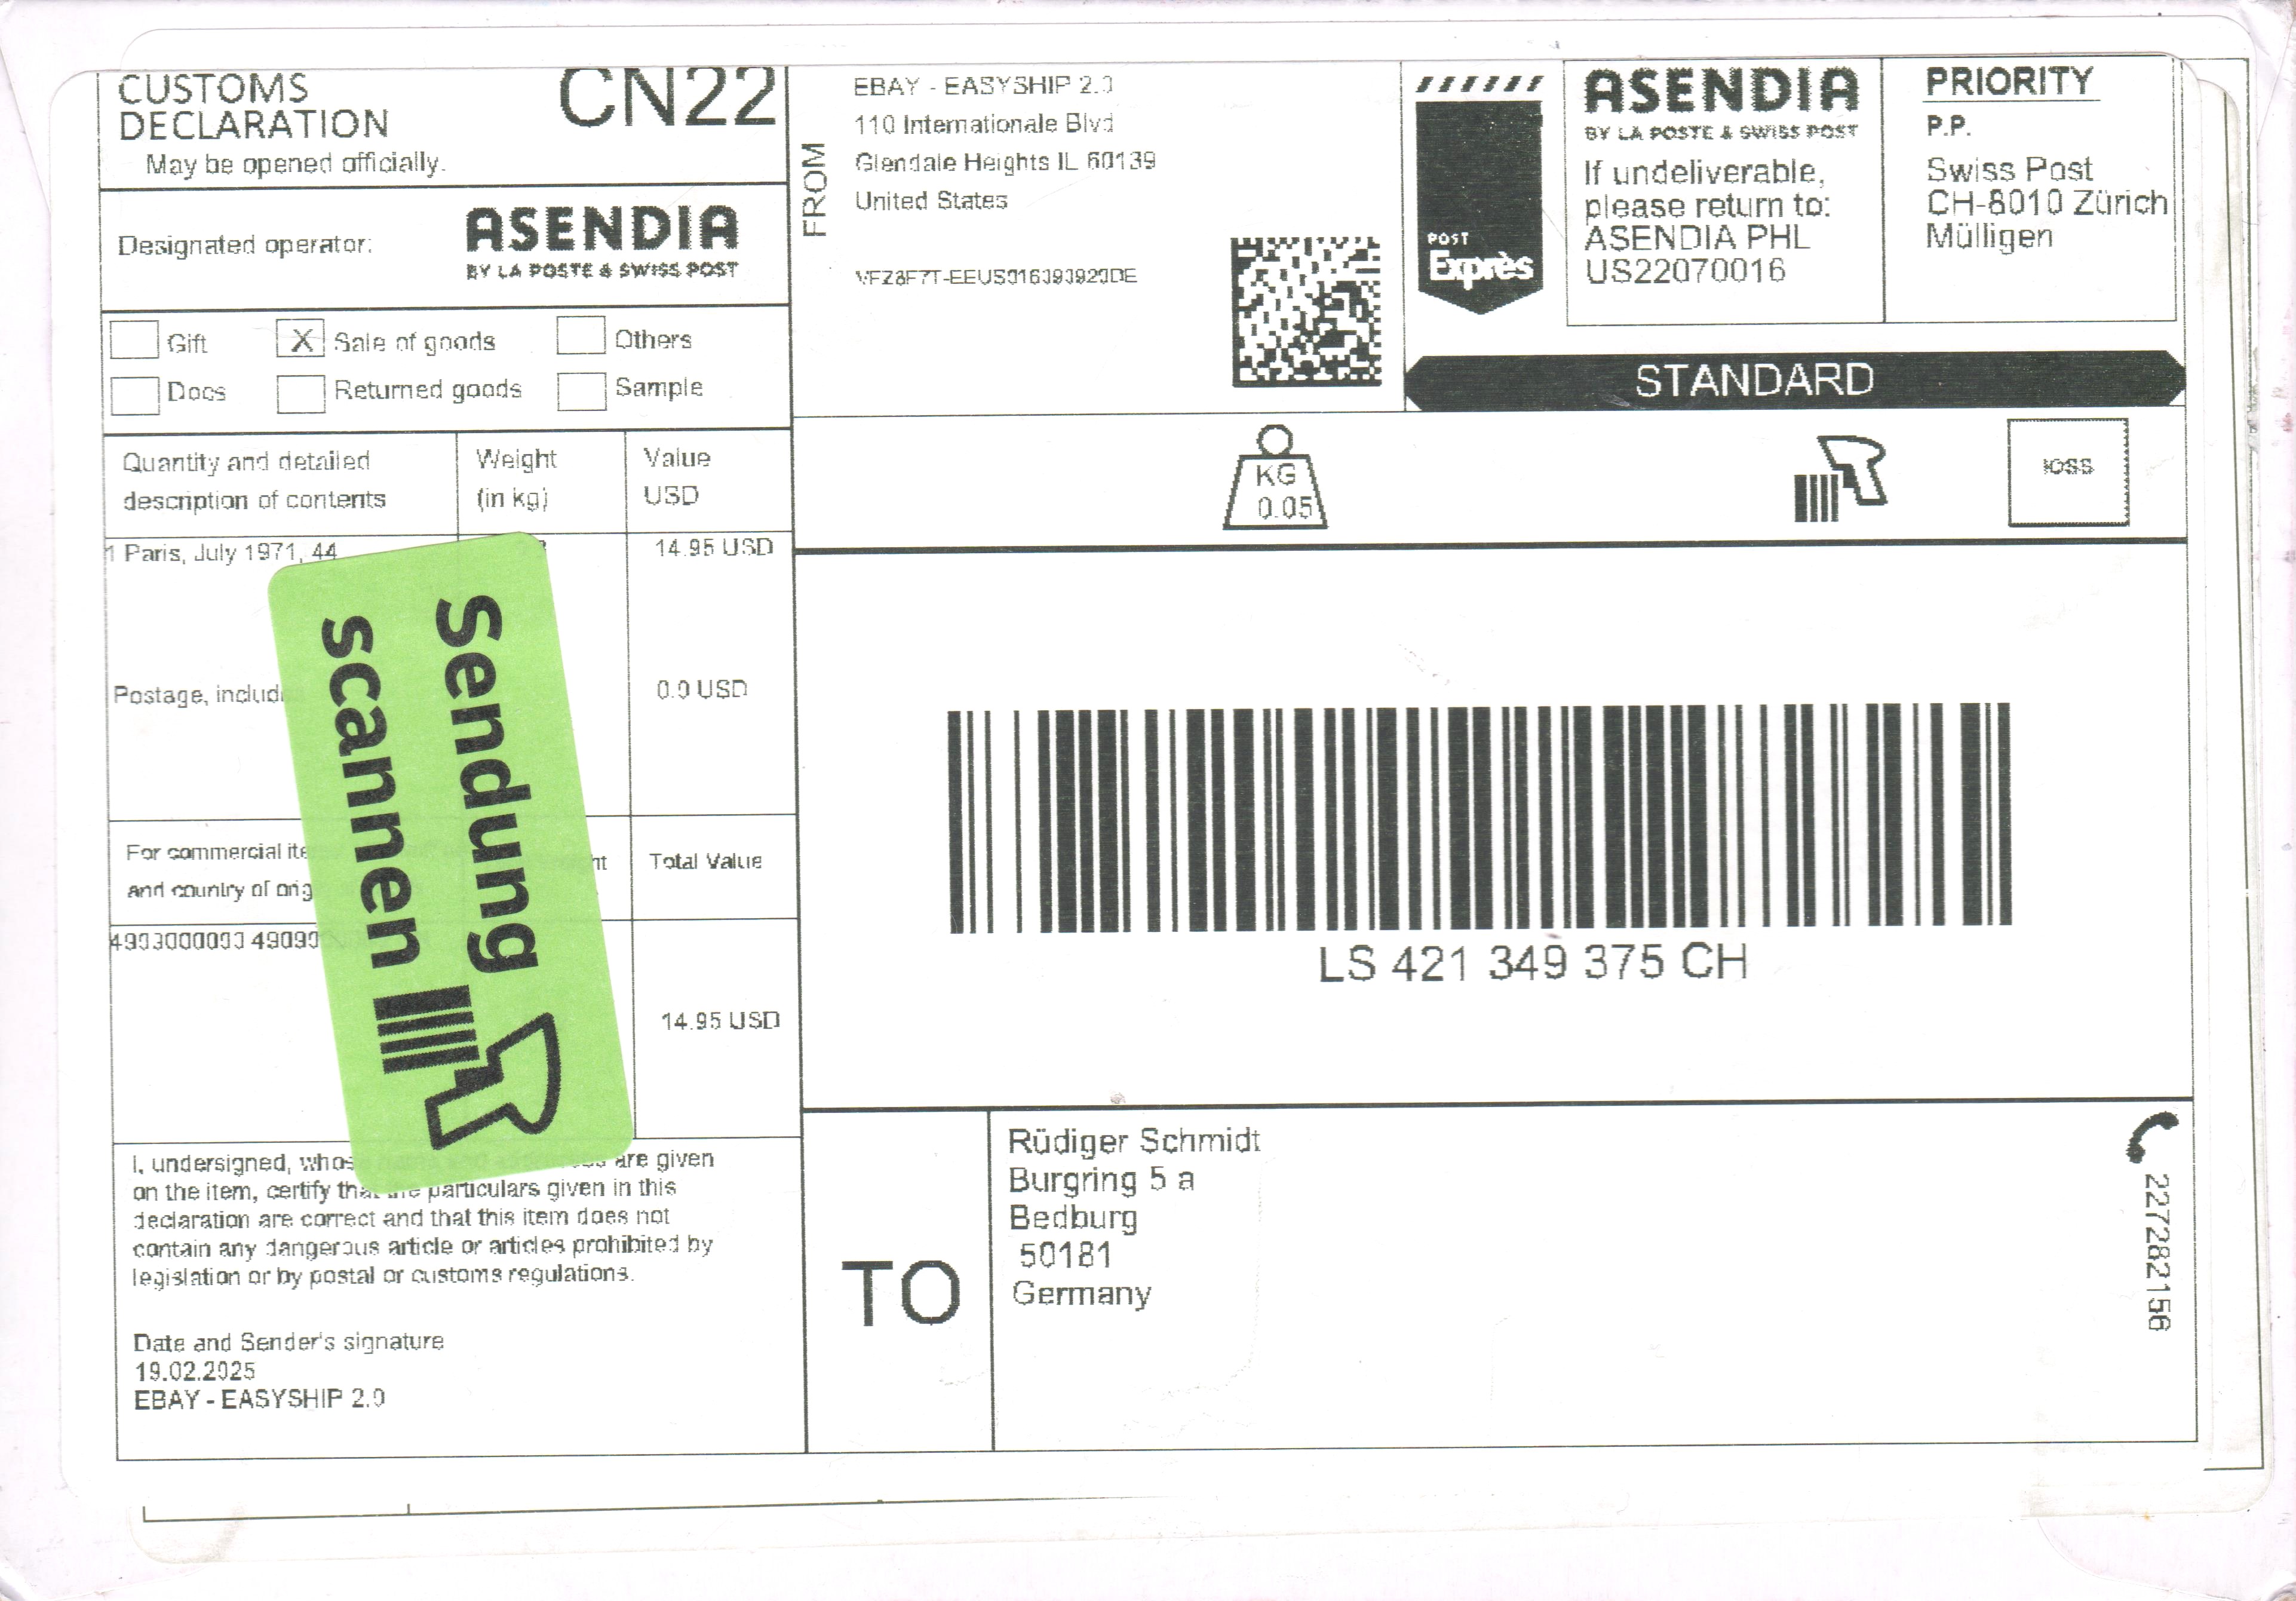 CUSTOMS
DECLARATION
CN22
May be opened officially.
Designated operator:
ASENDIA
BY LA POSTE & SWISS POST
Gift
X Sale of goods
Others
Docs
Returned goods
Sample
Quantity and detailed
description of contents
Weight
(in kg)
Value
USD
1 Paris, July 1971, 44
14.95 USD
Postage,
0.0 USD
For commercial
and country of
Total Value
14.95 USD
I, undersigned, are given
on the item, certify that the particulars given in this
declaration are correct and that this item does not
contain any dangerous article or articles prohibited by
legislation or by postal or customs regulations.
Date and Sender's signature
19.02.2025
EBAY - EASYSHIP 2.0
Sendung
scannen
FROM
EBAY - EASYSHIP 2.0
110 Internationale Blvd
Glendale Heights IL 60139
United States
POST
Exprès
ASENDIA
BY LA POSTE & SWISS POST
If undeliverable,
please return to:
ASENDIA PHL
US22070016
PRIORITY
P.P.
Swiss Post
CH-8010 Zürich
Mülligen
STANDARD
KG
0.05
IOSS
LS 421 349 375 CH
TO
Rüdiger Schmidt
Burgring 5 a
Bedburg
50181
Germany
227282156